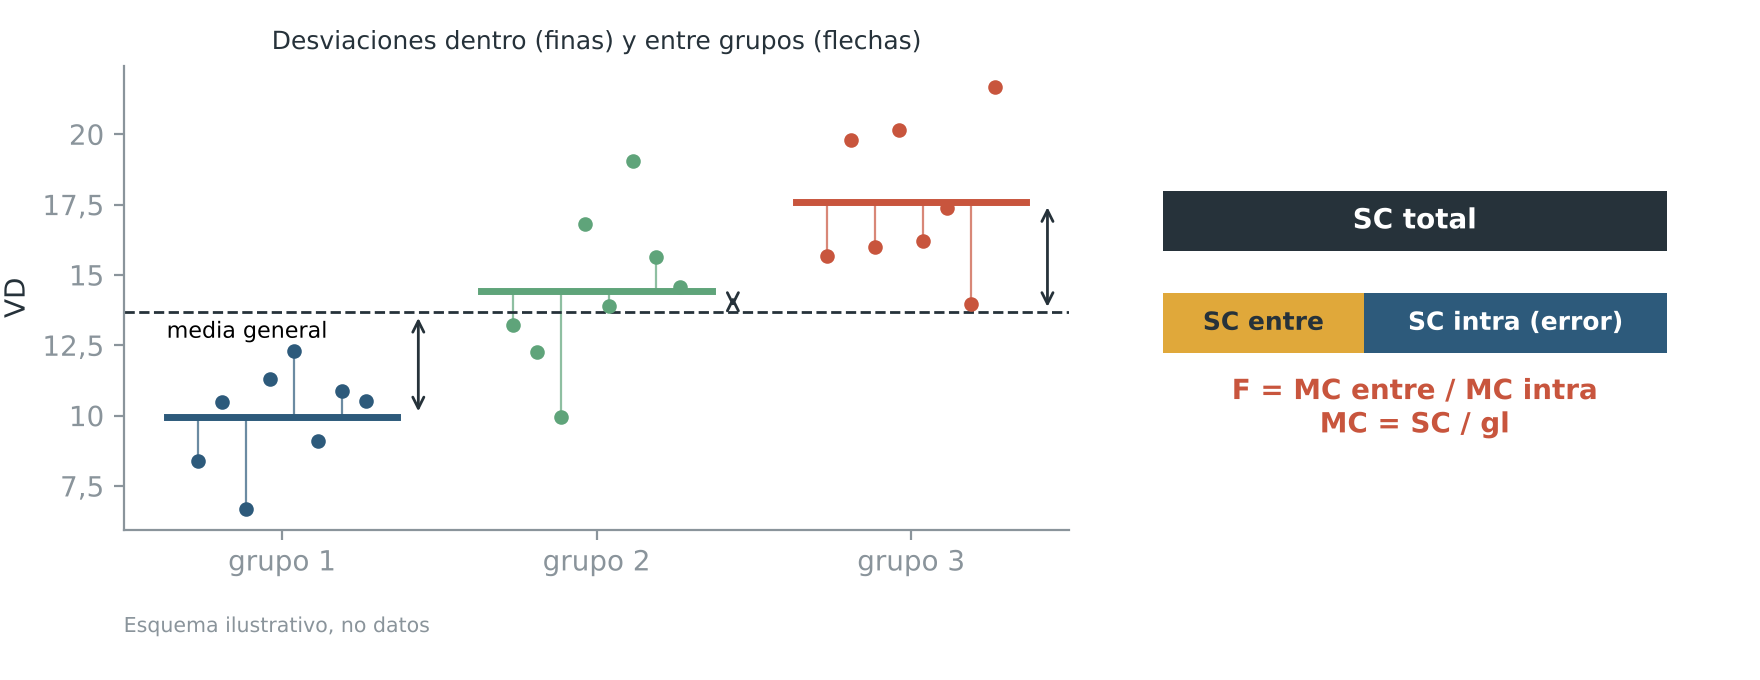 Desviaciones dentro (finas) y entre grupos (flechas)
VD
20
17,5
15
12,5
10
7,5
media general
grupo 1
grupo 2
grupo 3
SC total
SC entre
SC intra (error)
F = MC entre / MC intra
MC = SC / gl
Esquema ilustrativo, no datos